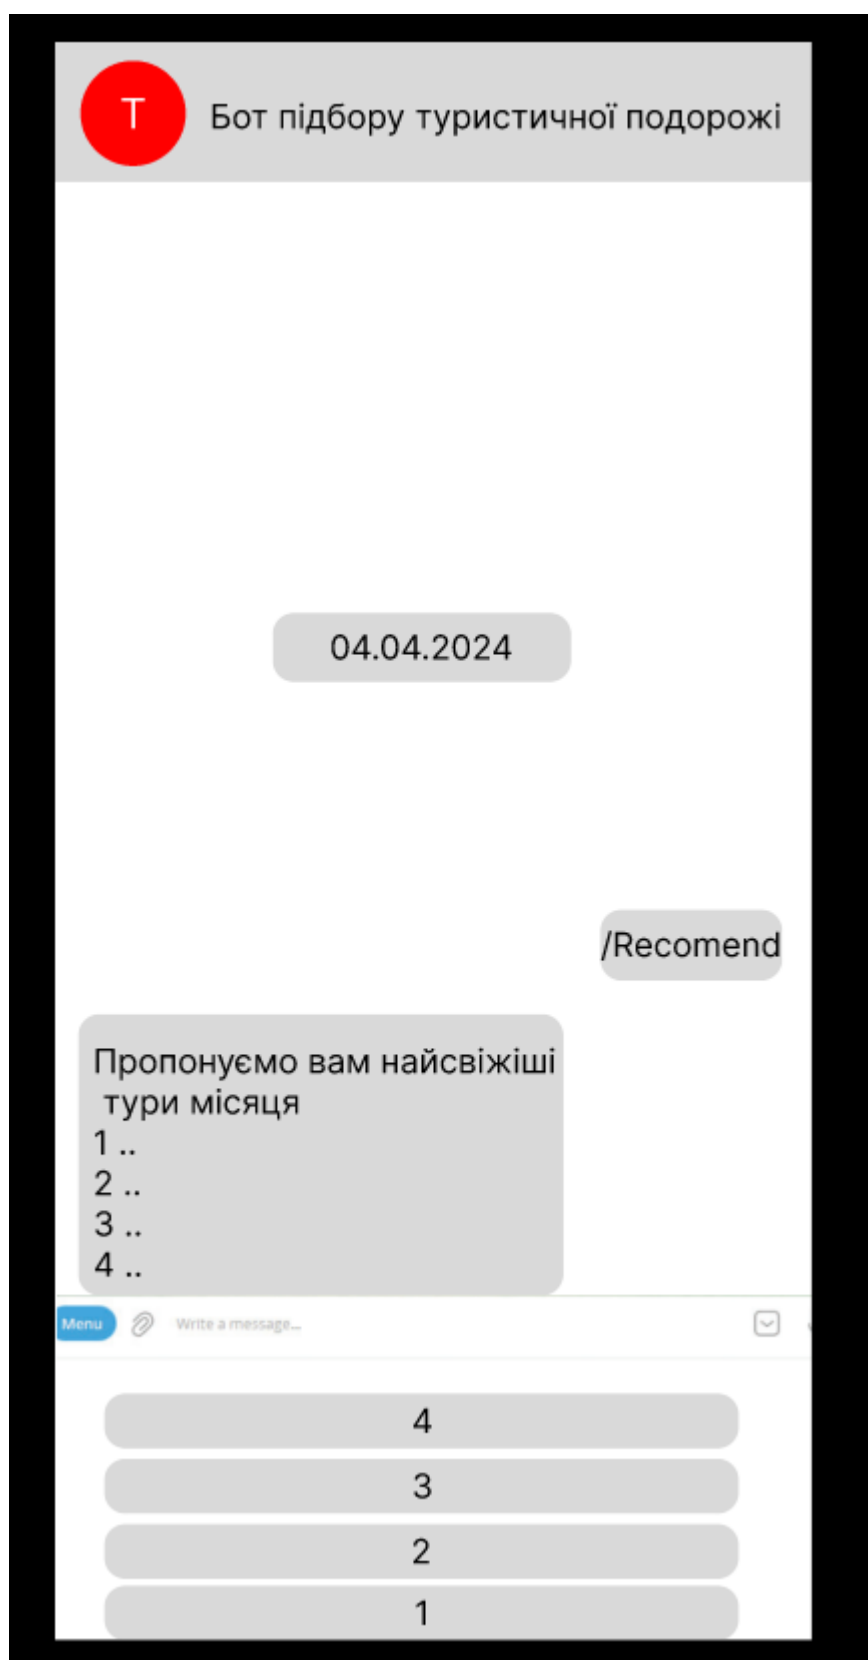 Т
Бот підбору туристичної подорожі
04.04.2024
/Recomend
Пропонуємо вам найсвіжіші
тури місяця
1 ..
2 ..
3 ..
4 ..
Menu
Write a message...
4
3
2
1